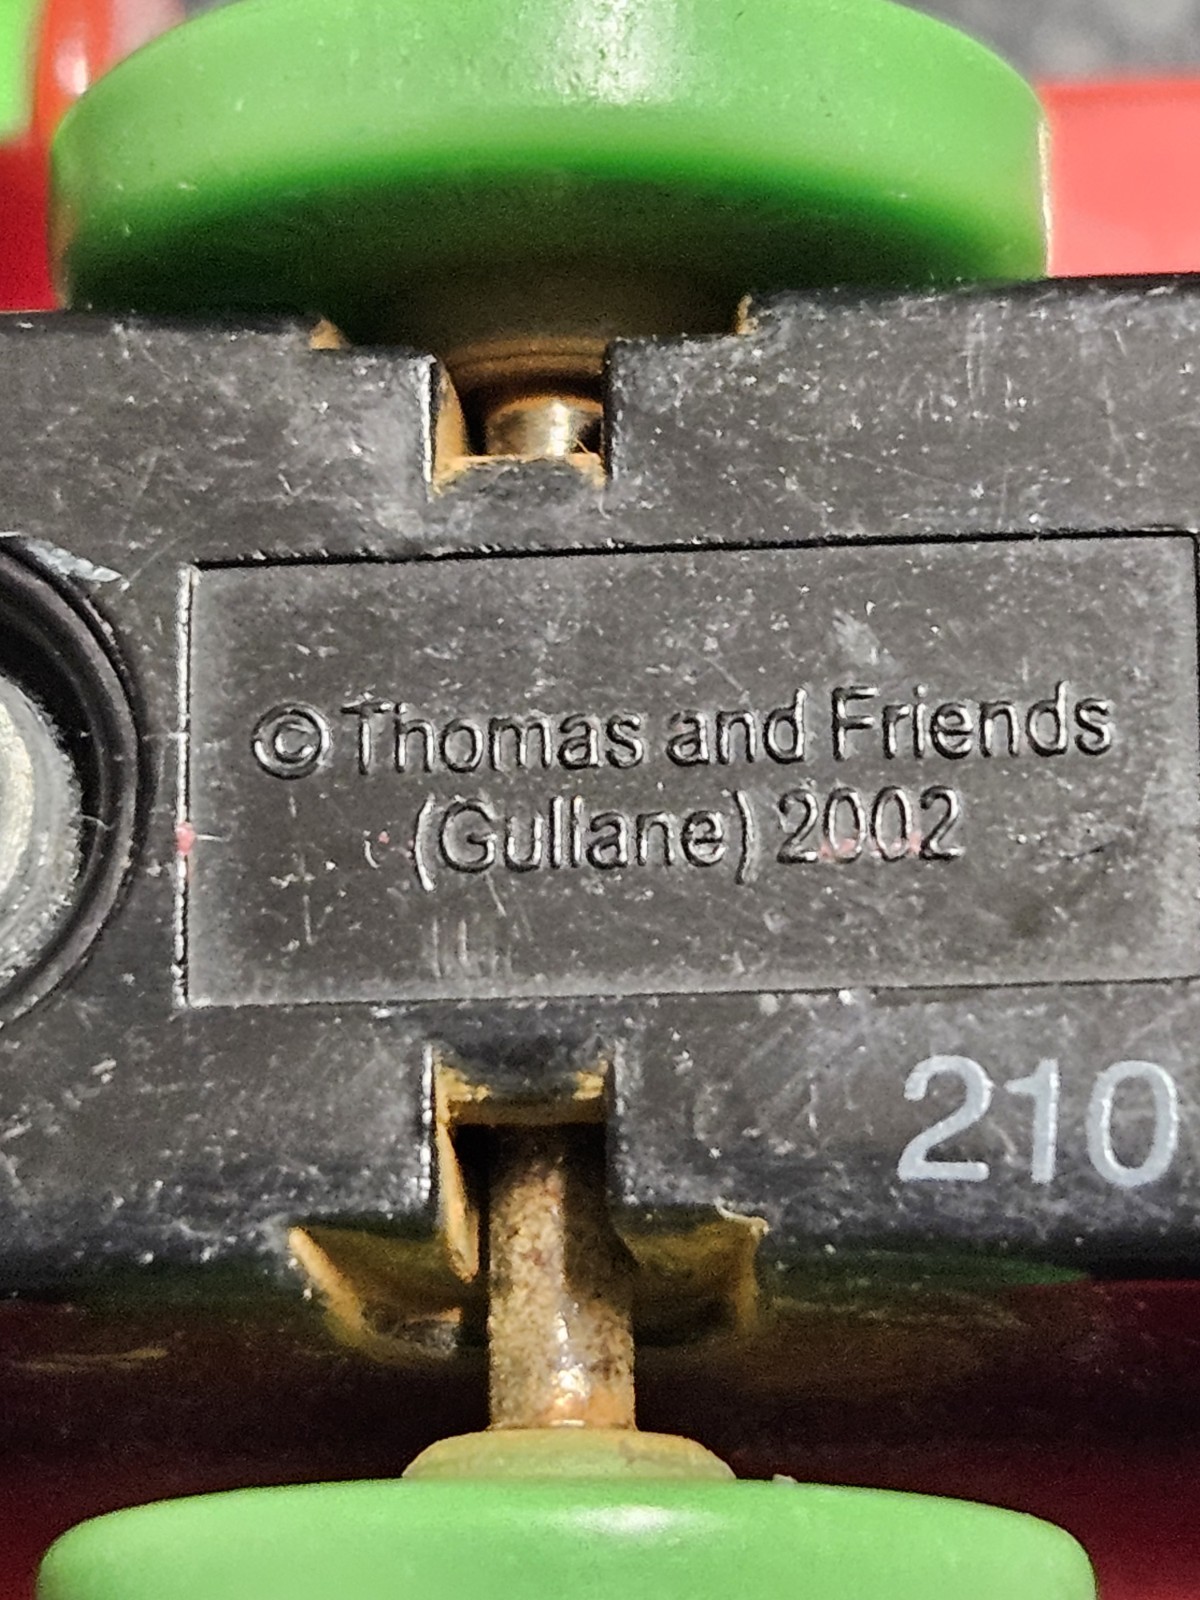 © Thomas and Friends
(Gullane) 2002
210